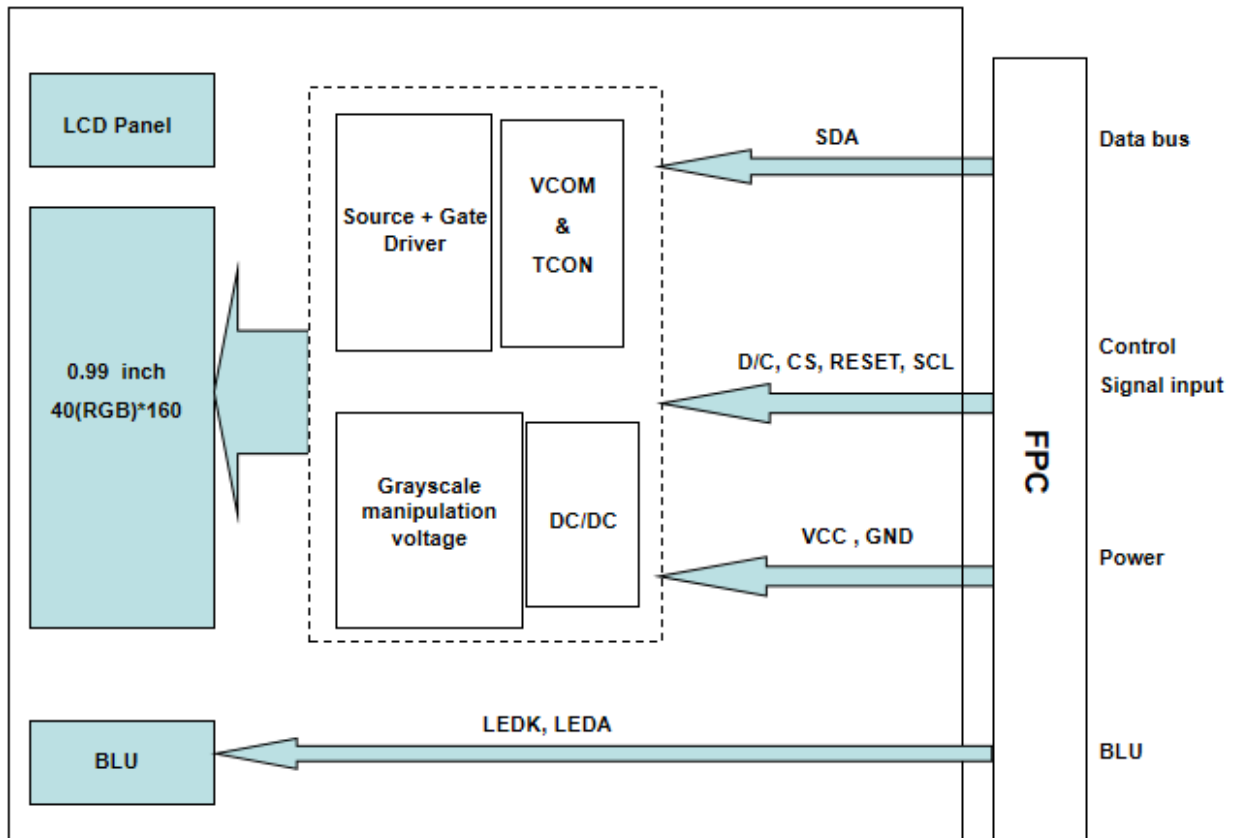 LCD Panel
0.99 inch
40(RGB)*160
BLU
Source + Gate
Driver
VCOM
&
TCON
Grayscale
manipulation
voltage
DC/DC
SDA
D/C, CS, RESET, SCL
VCC , GND
LEDK, LEDA
FPC
Data bus
Control
Signal input
Power
BLU